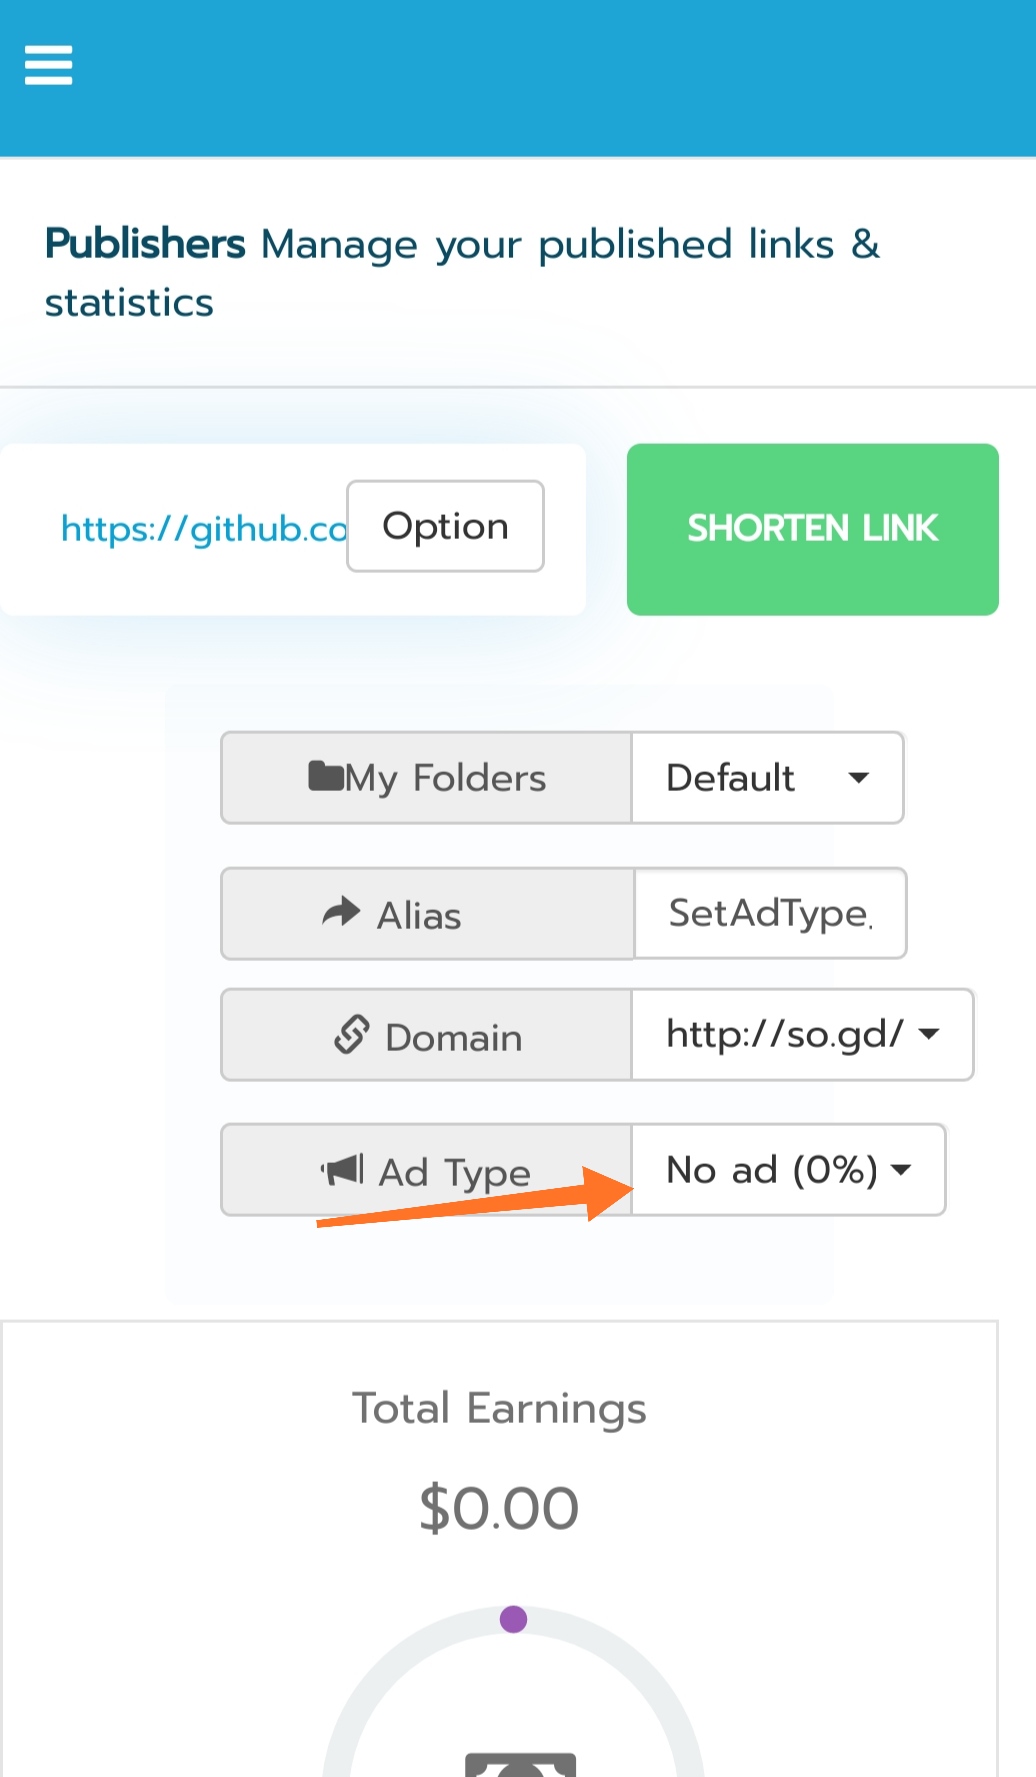 Publishers Manage your published links &
statistics
https://github.co
Option
SHORTEN LINK
My Folders
Default
Alias
SetAdType.
Domain
http://so.gd/
Ad Type
No ad (0%)
Total Earnings
$0.00